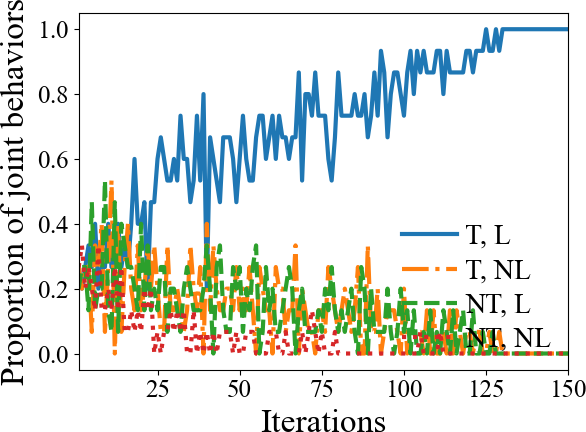 Proportion of joint behaviors
1.0
0.8
0.6
0.4
0.2
0.0
T, L
T, NL
NT, L
NT, NL
25
50
75
100
125
150
Iterations